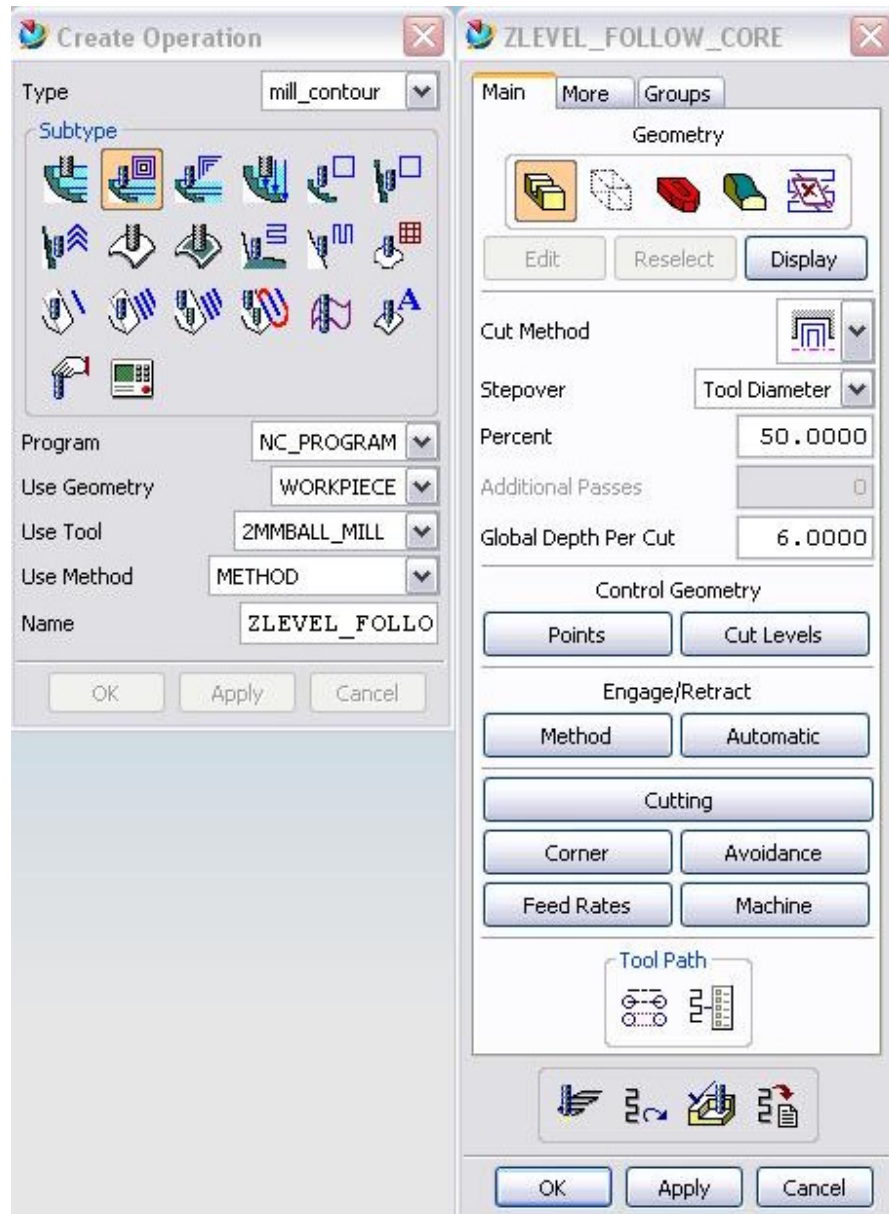 Create Operation
Type mill_contour
Subtype
A
Program NC_PROGRAM
Use Geometry WORKPIECE
Use Tool 2MMBALL_MILL
Use Method METHOD
Name ZLEVEL_FOLLO
OK Apply Cancel
ZLEVEL_FOLLOW_CORE
Main More Groups
Geometry
Edit Reselect Display
Cut Method
Stepover Tool Diameter
Percent 50.0000
Additional Passes 0
Global Depth Per Cut 6.0000
Control Geometry
Points Cut Levels
Engage/Retract
Method Automatic
Cutting
Corner Avoidance
Feed Rates Machine
Tool Path
OK Apply Cancel